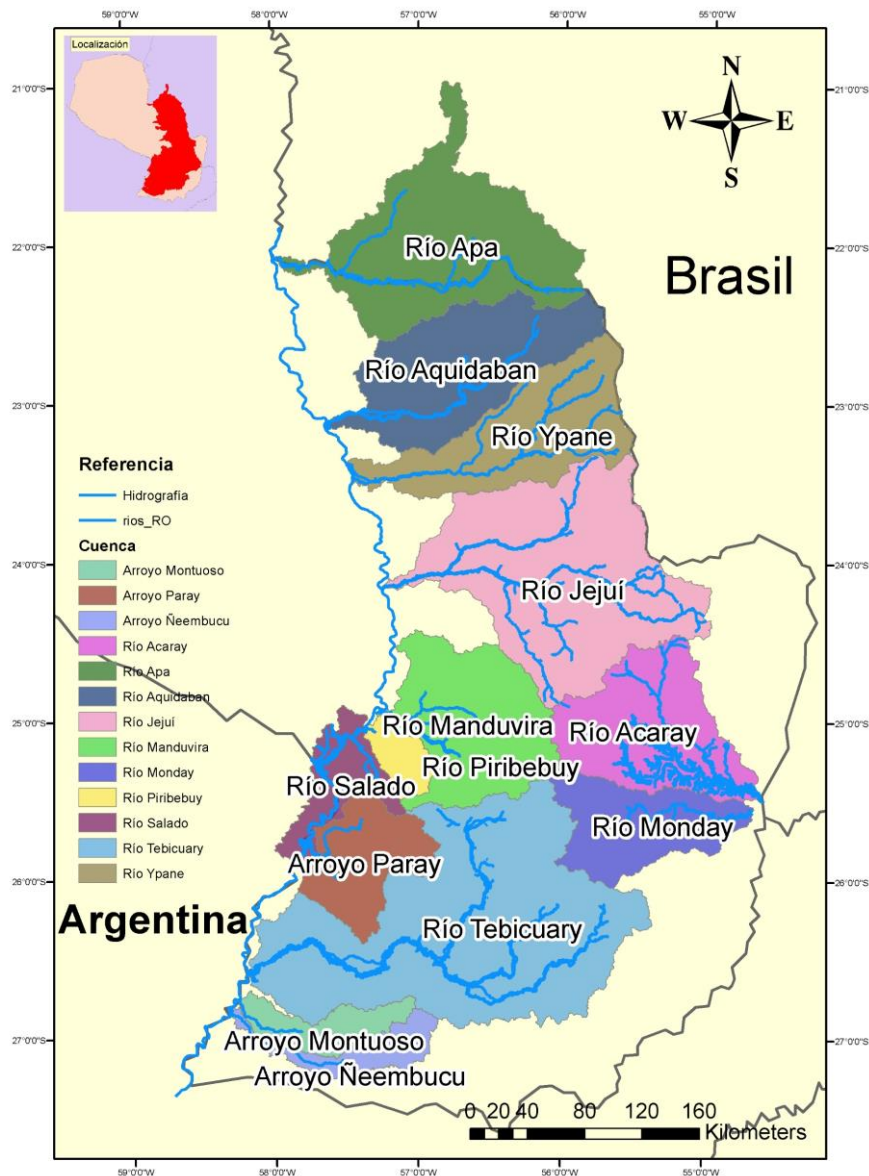 59°0'0"W 58°0'0"W 57°0'0"W 56°0'0"W 55°0'0"W
Localización
N
W E
S
21°0'0"S 21°0'0"S
22°0'0"S 22°0'0"S
Río Apa
Brasil
Río Aquidaban
23°0'0"S 23°0'0"S
Río Ypane
Referencia
Hidrografía
rios_RO
Cuenca
Arroyo Montuoso
Arroyo Paray
Arroyo Ñeembucu
Río Acaray
Río Apa
Río Aquidaban
Río Jejuí
Río Manduvira
Río Monday
Río Piribebuy
Río Salado
Río Tebicuary
Río Ypane
24°0'0"S 24°0'0"S
Río Jejuí
25°0'0"S 25°0'0"S
Río Manduvira
Río Acaray
Río Piribebuy
Río Salado
Río Monday
Arroyo Paray
26°0'0"S 26°0'0"S
Argentina
Río Tebicuary
27°0'0"S 27°0'0"S
Arroyo Montuoso
Arroyo Ñeembucu
0 20 40 80 120 160
Kilometers
59°0'0"W 58°0'0"W 57°0'0"W 56°0'0"W 55°0'0"W